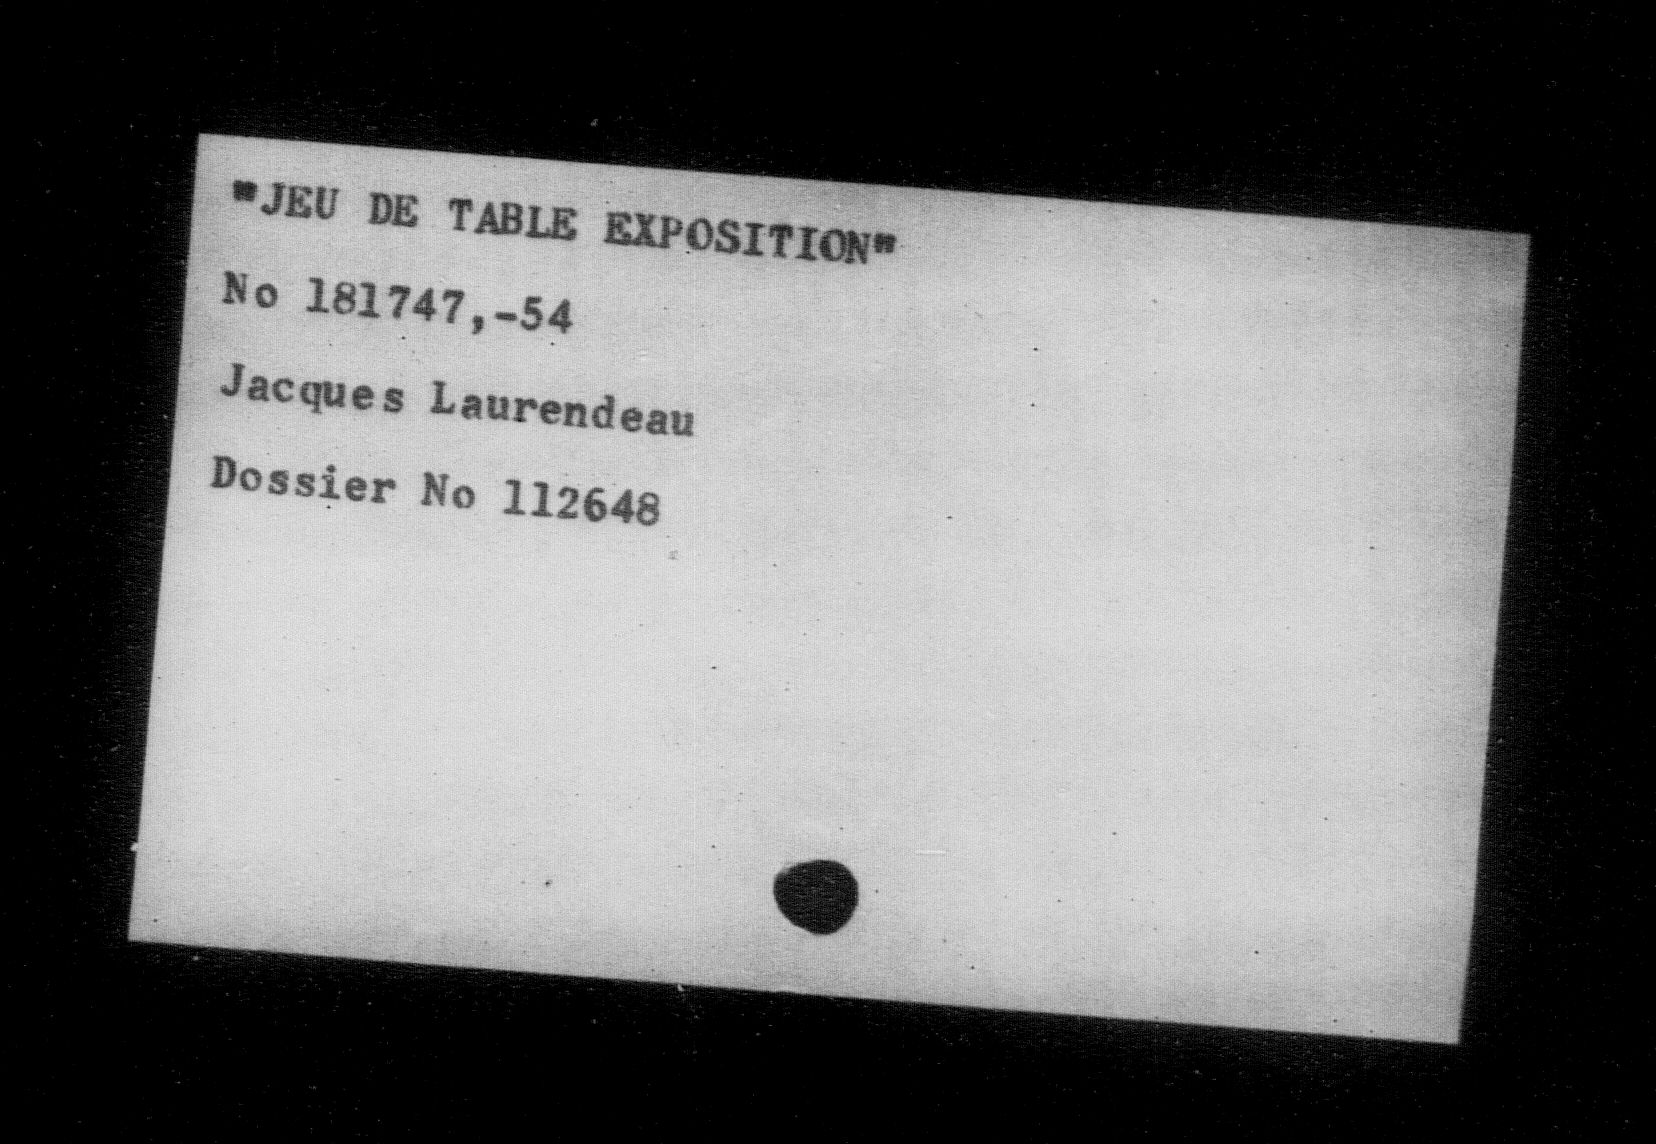 "JEU DE TABLE EXPOSITION"
No 181747,-54
Jacques Laurendeau
Dossier No 112648